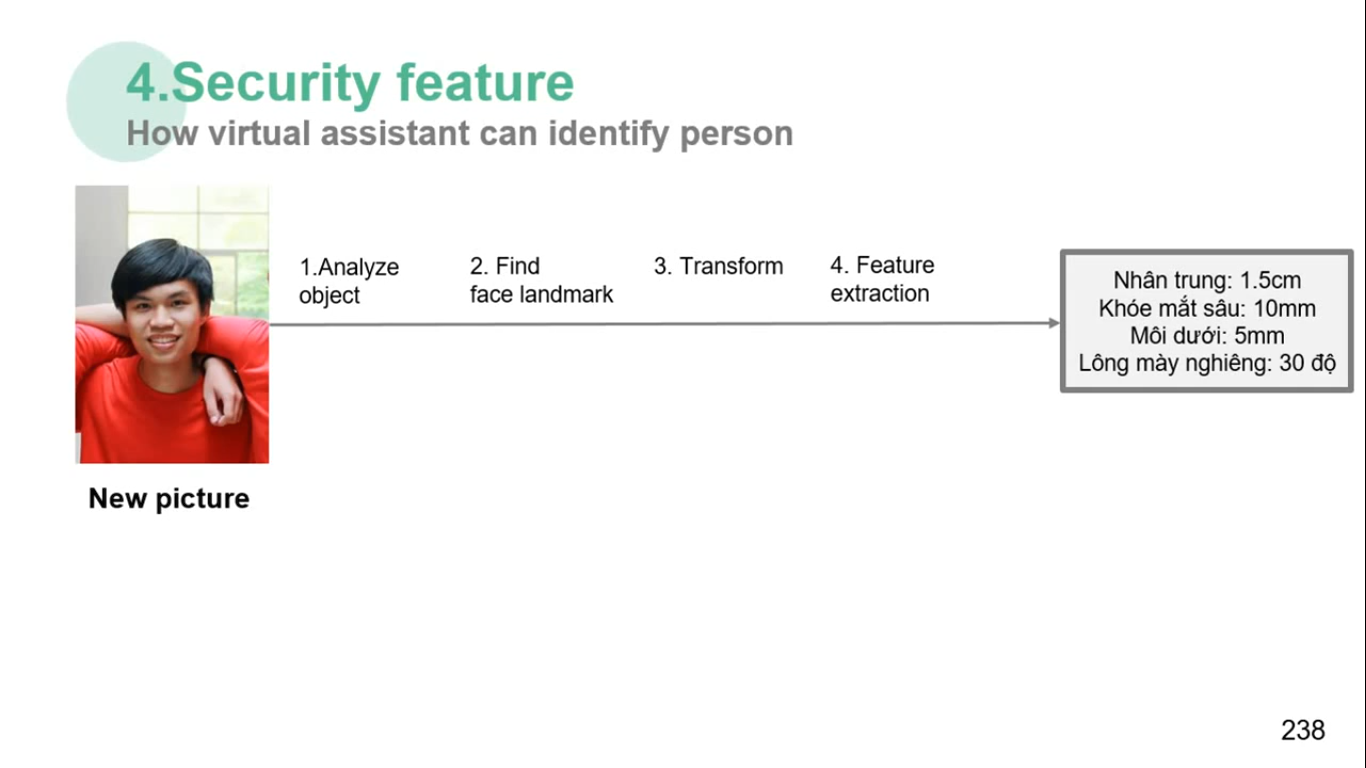 4.Security feature
How virtual assistant can identify person
1.Analyze
object
2. Find
face landmark
3. Transform
4. Feature
extraction
Nhân trung: 1.5cm
Khóe mắt sâu: 10mm
Môi dưới: 5mm
Lông mày nghiêng: 30 độ
New picture
238